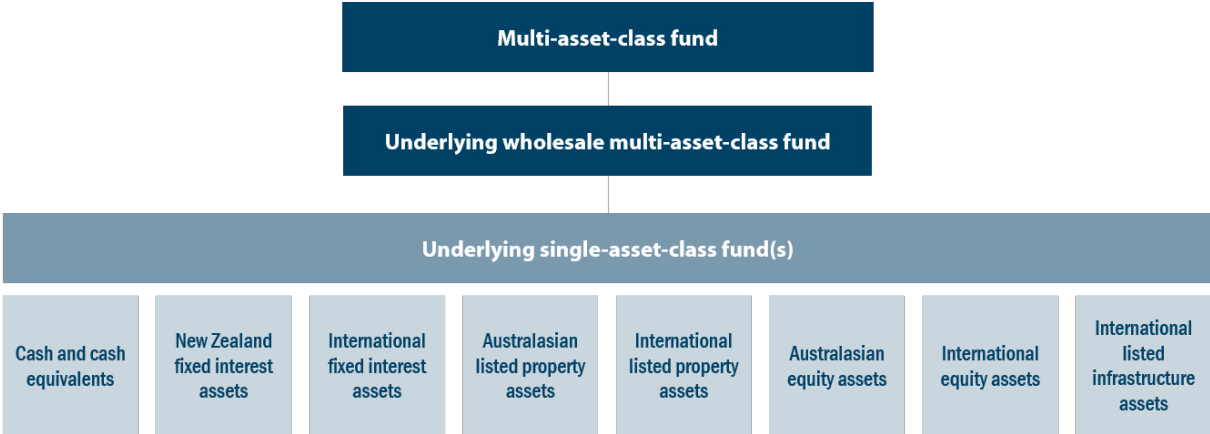 Multi-asset-class fund
Underlying wholesale multi-asset-class fund
Underlying single-asset-class fund(s)
Cash and cash
equivalents
New Zealand
fixed interest
assets
International
fixed interest
assets
Australasian
listed property
assets
International
listed property
assets
Australasian
equity assets
International
equity assets
International
listed
infrastructure
assets